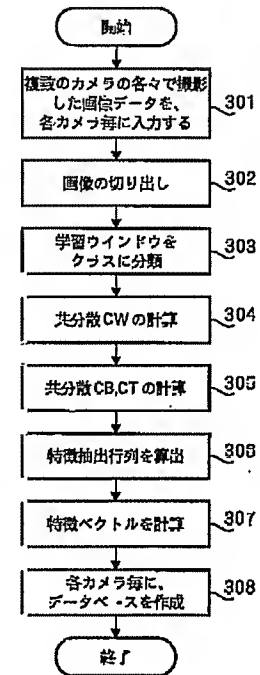 開始
複数のカメラの各々で撮影
した画像データを、
各カメラ毎に入力する
301
画像の切り出し
302
学習ウインドウを
クラスに分類
303
共分散CWの計算
304
共分散CB,CTの計算
305
特徴抽出行列を算出
306
特徴ベクトルを計算
307
各カメラ毎に、
データベースを作成
308
終了